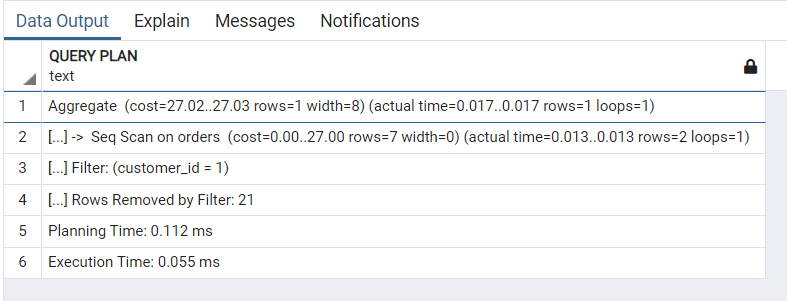 Data Output Explain Messages Notifications
QUERY PLAN
text
1 Aggregate (cost=27.02..27.03 rows=1 width=8) (actual time=0.017..0.017 rows=1 loops=1)
2 [...] -> Seq Scan on orders (cost=0.00..27.00 rows=7 width=0) (actual time=0.013..0.013 rows=2 loops=1)
3 [...] Filter: (customer_id = 1)
4 [...] Rows Removed by Filter: 21
5 Planning Time: 0.112 ms
6 Execution Time: 0.055 ms